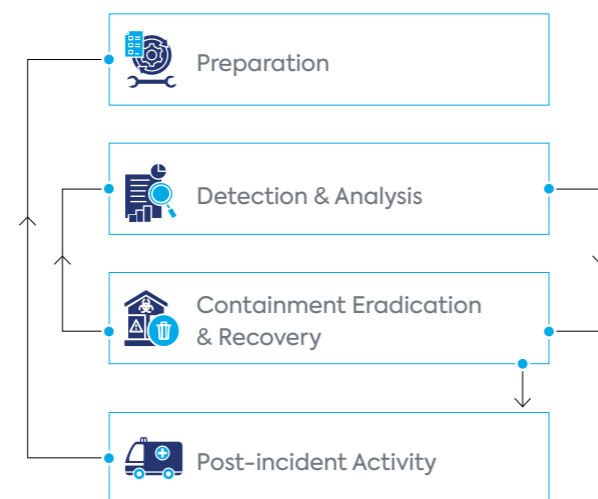 Preparation
Detection & Analysis
Containment Eradication
& Recovery
Post-incident Activity